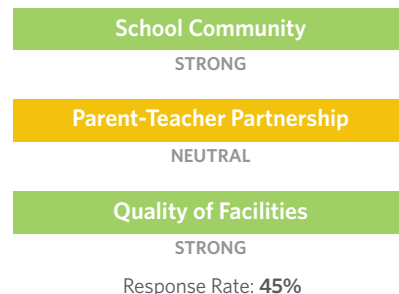 School Community
STRONG
Parent-Teacher Partnership
NEUTRAL
Quality of Facilities
STRONG
Response Rate: 45%